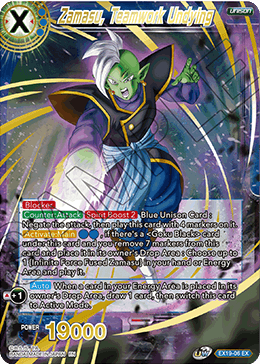 X
Zamasu, Teamwork Undying
UNISON
Blocker
Counter:Attack Spirit Boost 2 Blue Unison Card :
Negate the attack, then play this card with 4 markers on it.
Activate:Main : If there's a <Goku Black> card
under this card and you remove 7 markers from this
card and place it in its owner's Drop Area : Choose up to
1 {Infinite Force Fused Zamasu} in your hand or Energy
Area and play it.
+1 Auto When a card in your Energy Area is placed in its
owner's Drop Area, draw 1 card, then switch this card
to Active Mode.
POWER 19000
EX19-06 EX